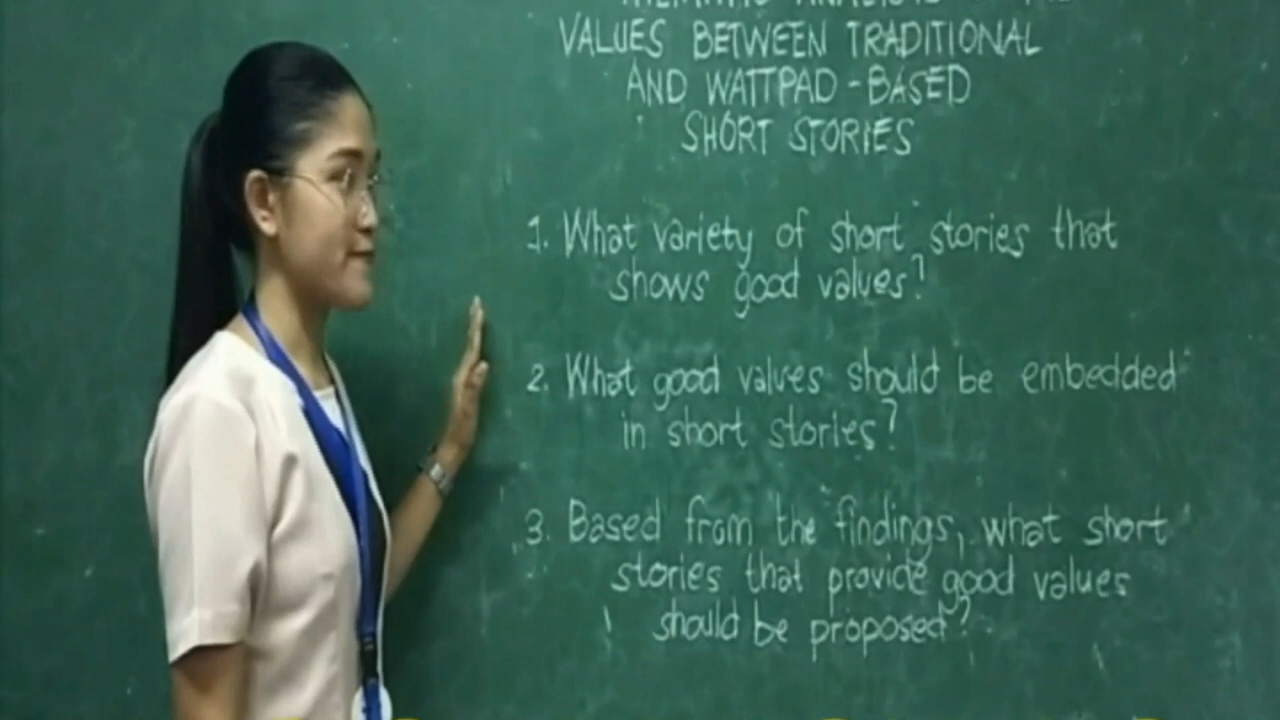 VALUES BETWEEN TRADITIONAL
AND WATTPAD-BASED
SHORT STORIES
1. What variety of short stories that
shows good values?
2. What good values should be embedded
in short stories?
3. Based from the findings, what short
stories that provide good values
should be proposed?